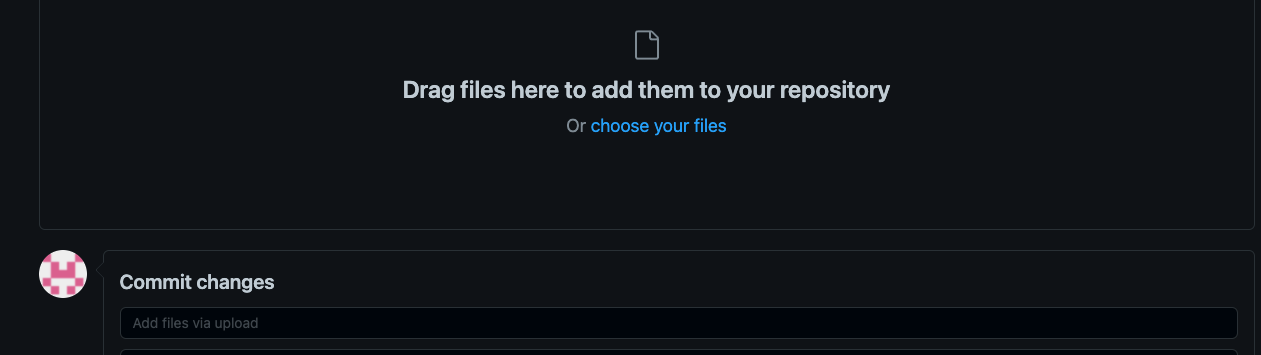 Drag files here to add them to your repository
Or choose your files
Commit changes
Add files via upload